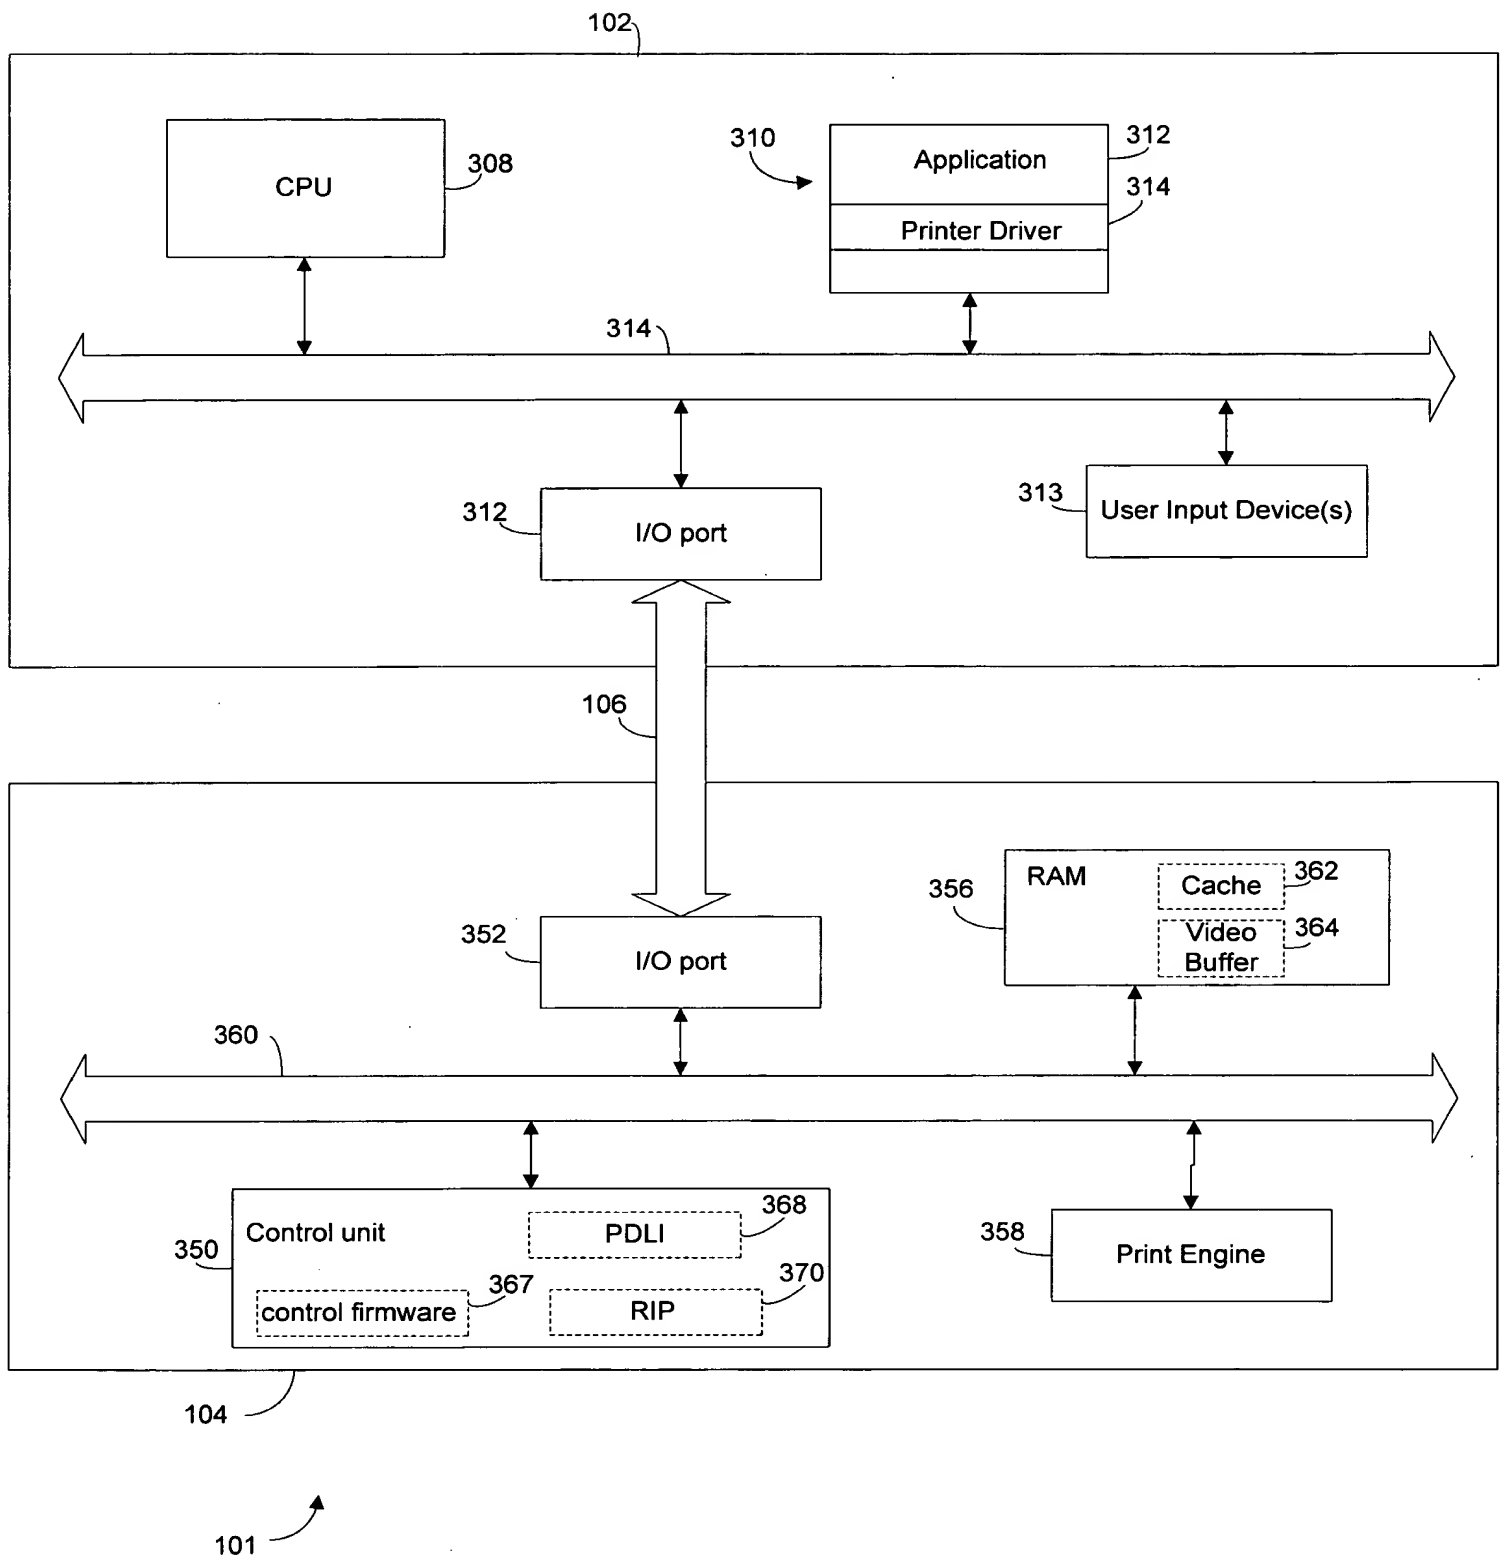 102
CPU
308
310
Application
312
Printer Driver
314
314
312
I/O port
313
User Input Device(s)
106
352
I/O port
356
RAM
Cache
362
Video
Buffer
364
360
350
Control unit
PDLI
368
control firmware
367
RIP
370
358
Print Engine
104
101